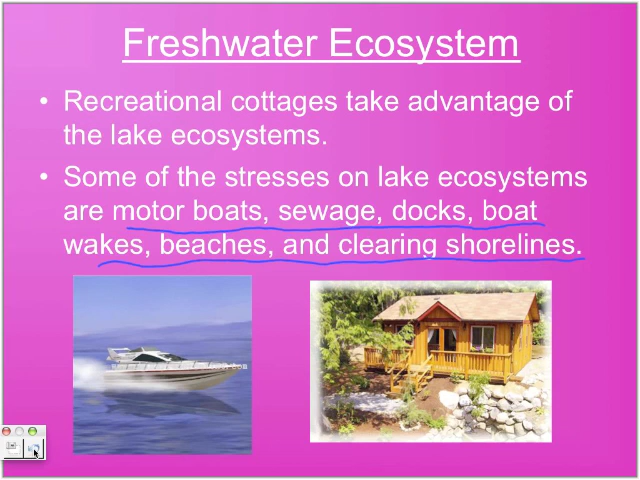 Freshwater Ecosystem
• Recreational cottages take advantage of
the lake ecosystems.
• Some of the stresses on lake ecosystems
are motor boats, sewage, docks, boat
wakes, beaches, and clearing shorelines.